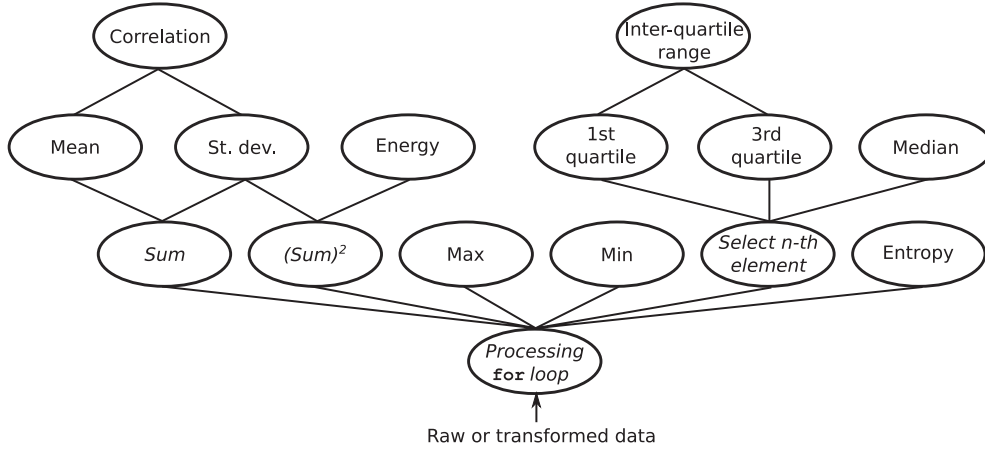 Correlation
Inter-quartile
range
Mean
St. dev.
Energy
1st
quartile
3rd
quartile
Median
Sum
(Sum)²
Max
Min
Select n-th
element
Entropy
Processing
for loop
Raw or transformed data